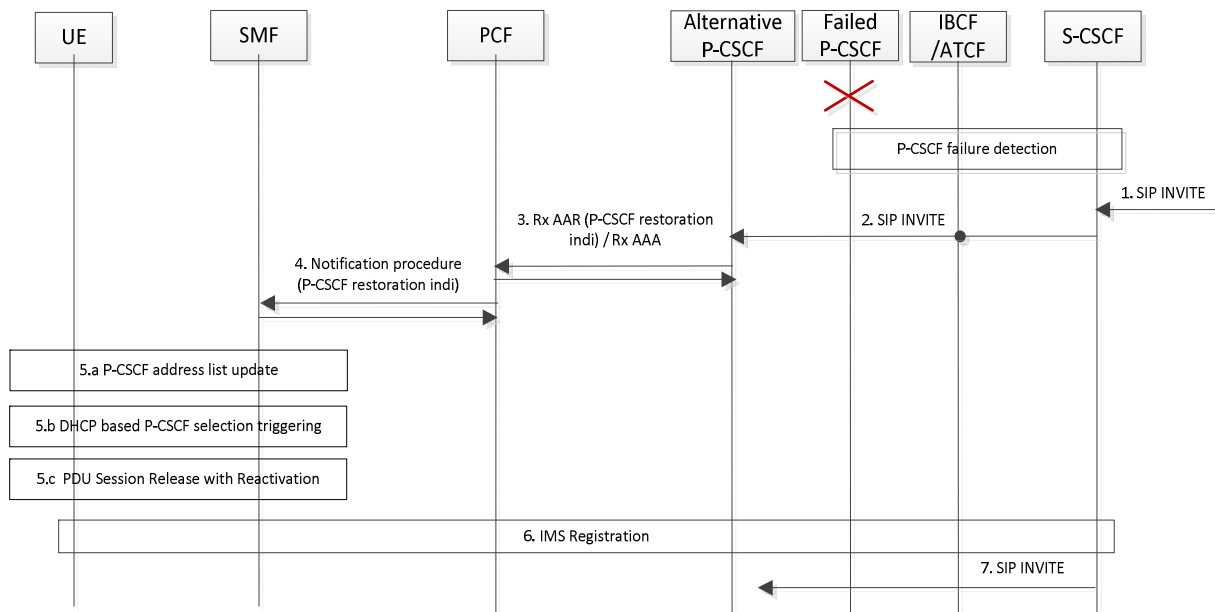 UE
SMF
PCF
Alternative
P-CSCF
Failed
P-CSCF
IBCF
/ATCF
S-CSCF
P-CSCF failure detection
1. SIP INVITE
2. SIP INVITE
3. Rx AAR (P-CSCF restoration
indi) / Rx AAA
4. Notification procedure
(P-CSCF restoration indi)
5.a P-CSCF address list update
5.b DHCP based P-CSCF selection triggering
5.c PDU Session Release with Reactivation
6. IMS Registration
7. SIP INVITE